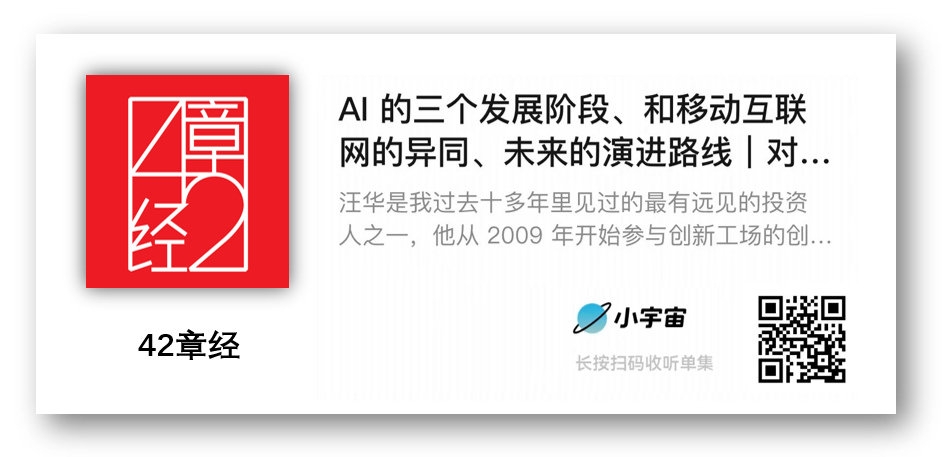 42章经
42章经
AI 的三个发展阶段、和移动互联
网的异同、未来的演进路线｜对...
汪华是我过去十多年里见过的最有远见的投资
人之一，他从 2009 年开始参与创新工场的创...
小宇宙
长按扫码收听单集